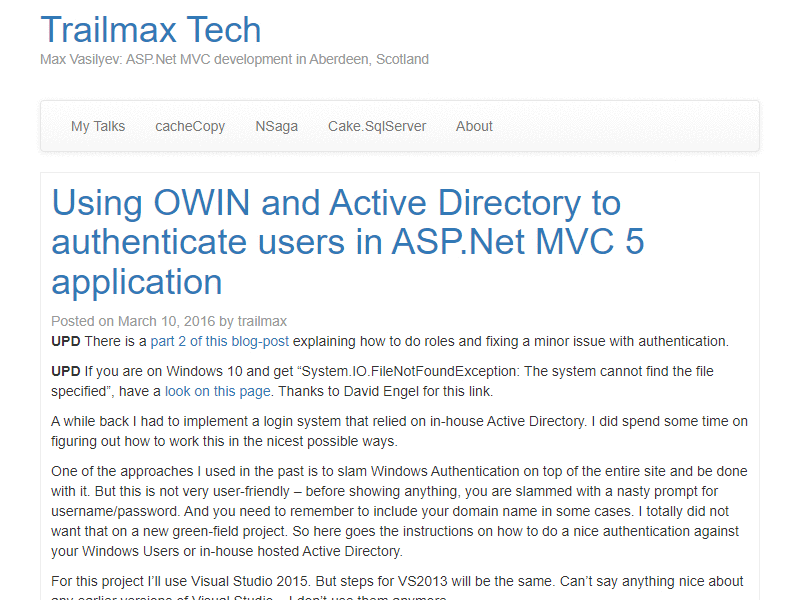 Trailmax Tech
Max Vasilyev: ASP.Net MVC development in Aberdeen, Scotland
My Talks cacheCopy NSaga Cake.SqlServer About
Using OWIN and Active Directory to
authenticate users in ASP.Net MVC 5
application
Posted on March 10, 2016 by trailmax
UPD There is a part 2 of this blog-post explaining how to do roles and fixing a minor issue with authentication.
UPD If you are on Windows 10 and get “System.IO.FileNotFoundException: The system cannot find the file
specified”, have a look on this page. Thanks to David Engel for this link.
A while back I had to implement a login system that relied on in-house Active Directory. I did spend some time on
figuring out how to work this in the nicest possible ways.
One of the approaches I used in the past is to slam Windows Authentication on top of the entire site and be done
with it. But this is not very user-friendly – before showing anything, you are slammed with a nasty prompt for
username/password. And you need to remember to include your domain name in some cases. I totally did not
want that on a new green-field project. So here goes the instructions on how to do a nice authentication against
your Windows Users or in-house hosted Active Directory.
For this project I’ll use Visual Studio 2015. But steps for VS2013 will be the same. Can’t say anything nice about
any earlier versions of Visual Studio – I don’t use them anymore.